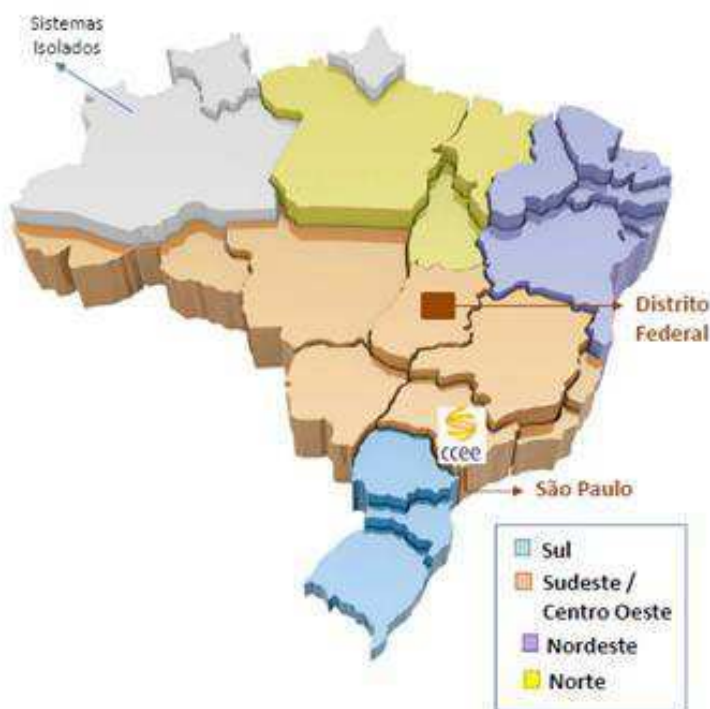 Sistemas
Isolados
Distrito
Federal
ccee
São Paulo
Sul
Sudeste /
Centro Oeste
Nordeste
Norte